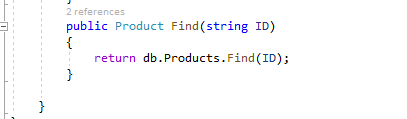 2 references
public Product Find(string ID)
{
return db.Products.Find(ID);
}
}